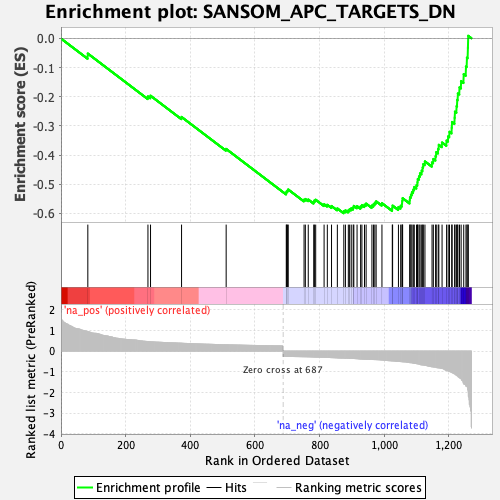 Enrichment plot: SANSOM_APC_TARGETS_DN
Enrichment score (ES)
0.0
-0.1
-0.2
-0.3
-0.4
-0.5
-0.6
'na_pos' (positively correlated)
Ranked list metric (PreRanked)
2
1
0
-1
-2
-3
-4
Zero cross at 687
'na_neg' (negatively correlated)
0
200
400
600
800
1,000
1,200
Rank in Ordered Dataset
Enrichment profile
Hits
Ranking metric scores